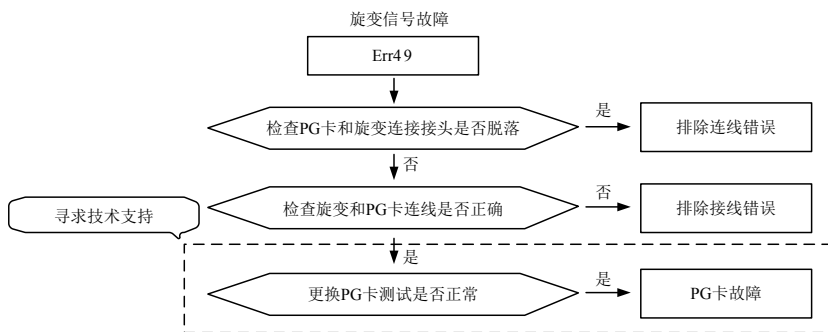 旋变信号故障
Err49
检查PG卡和旋变连接接头是否脱落
是
排除连线错误
否
寻求技术支持
检查旋变和PG卡连线是否正确
否
排除接线错误
是
更换PG卡测试是否正常
是
PG卡故障